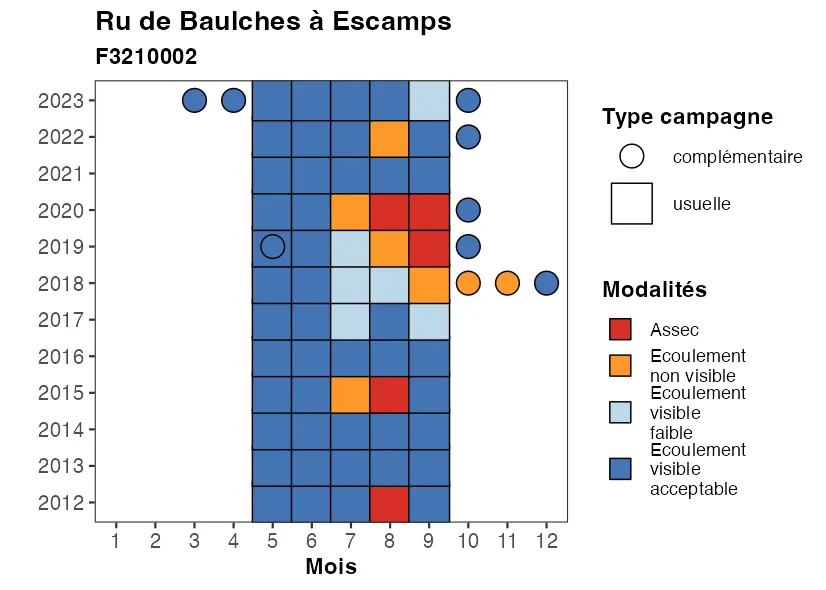 Ru de Baulches à Escamps
F3210002
2023
2022
2021
2020
2019
2018
2017
2016
2015
2014
2013
2012
1 2 3 4 5 6 7 8 9 10 11 12
Mois
Type campagne
complémentaire
usuelle
Modalités
Assec
Ecoulement
non visible
Ecoulement
visible
faible
Ecoulement
visible
acceptable